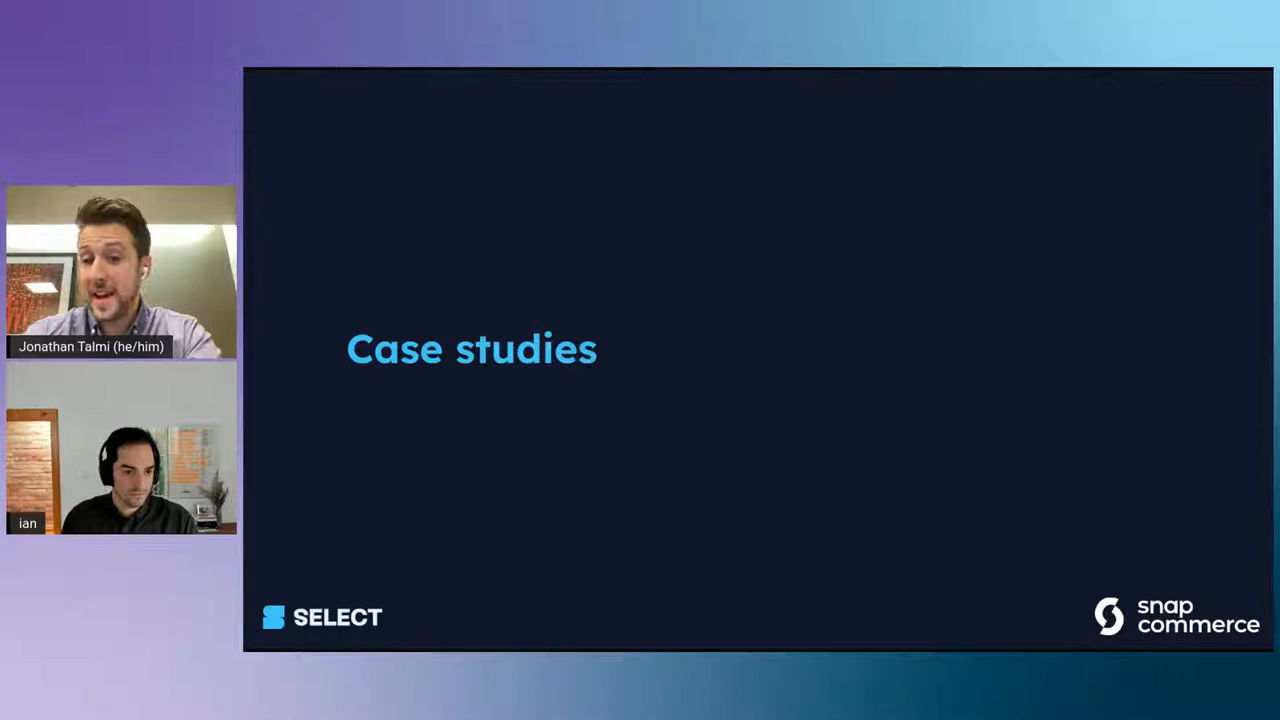 Jonathan Talmi (he/him)
ian
Case studies
SELECT
snap
commerce